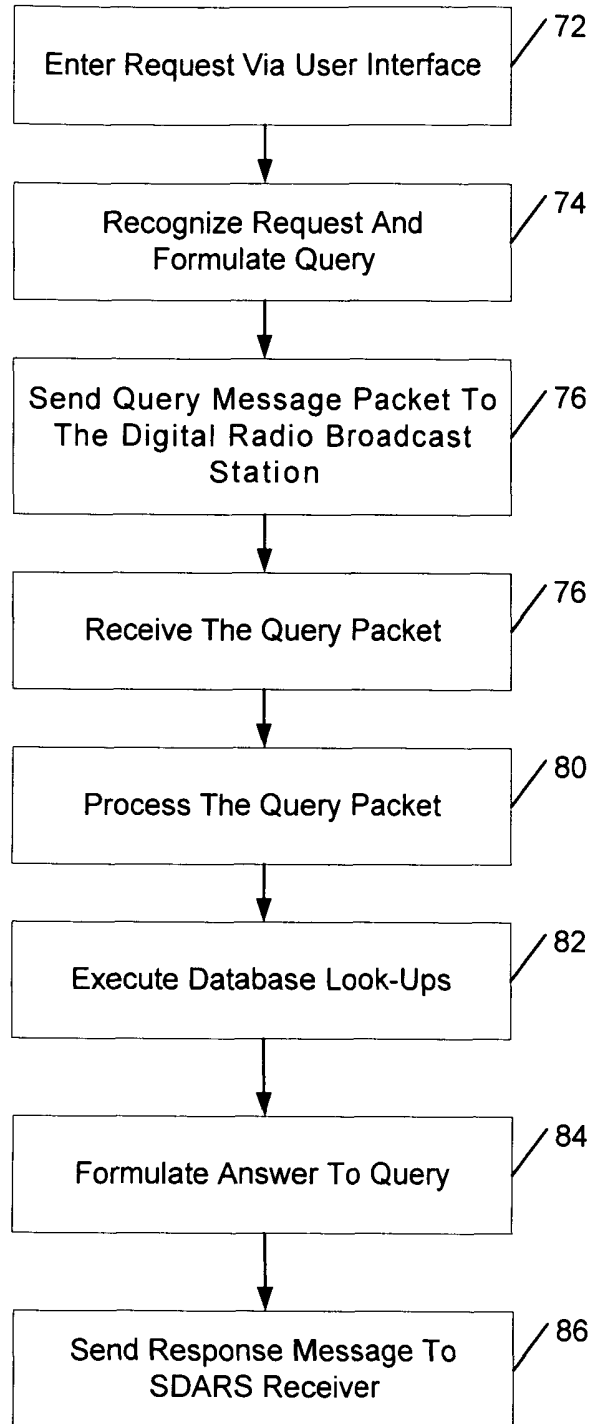 72
Enter Request Via User Interface
74
Recognize Request And
Formulate Query
76
Send Query Message Packet To
The Digital Radio Broadcast
Station
76
Receive The Query Packet
80
Process The Query Packet
82
Execute Database Look-Ups
84
Formulate Answer To Query
86
Send Response Message To
SDARS Receiver